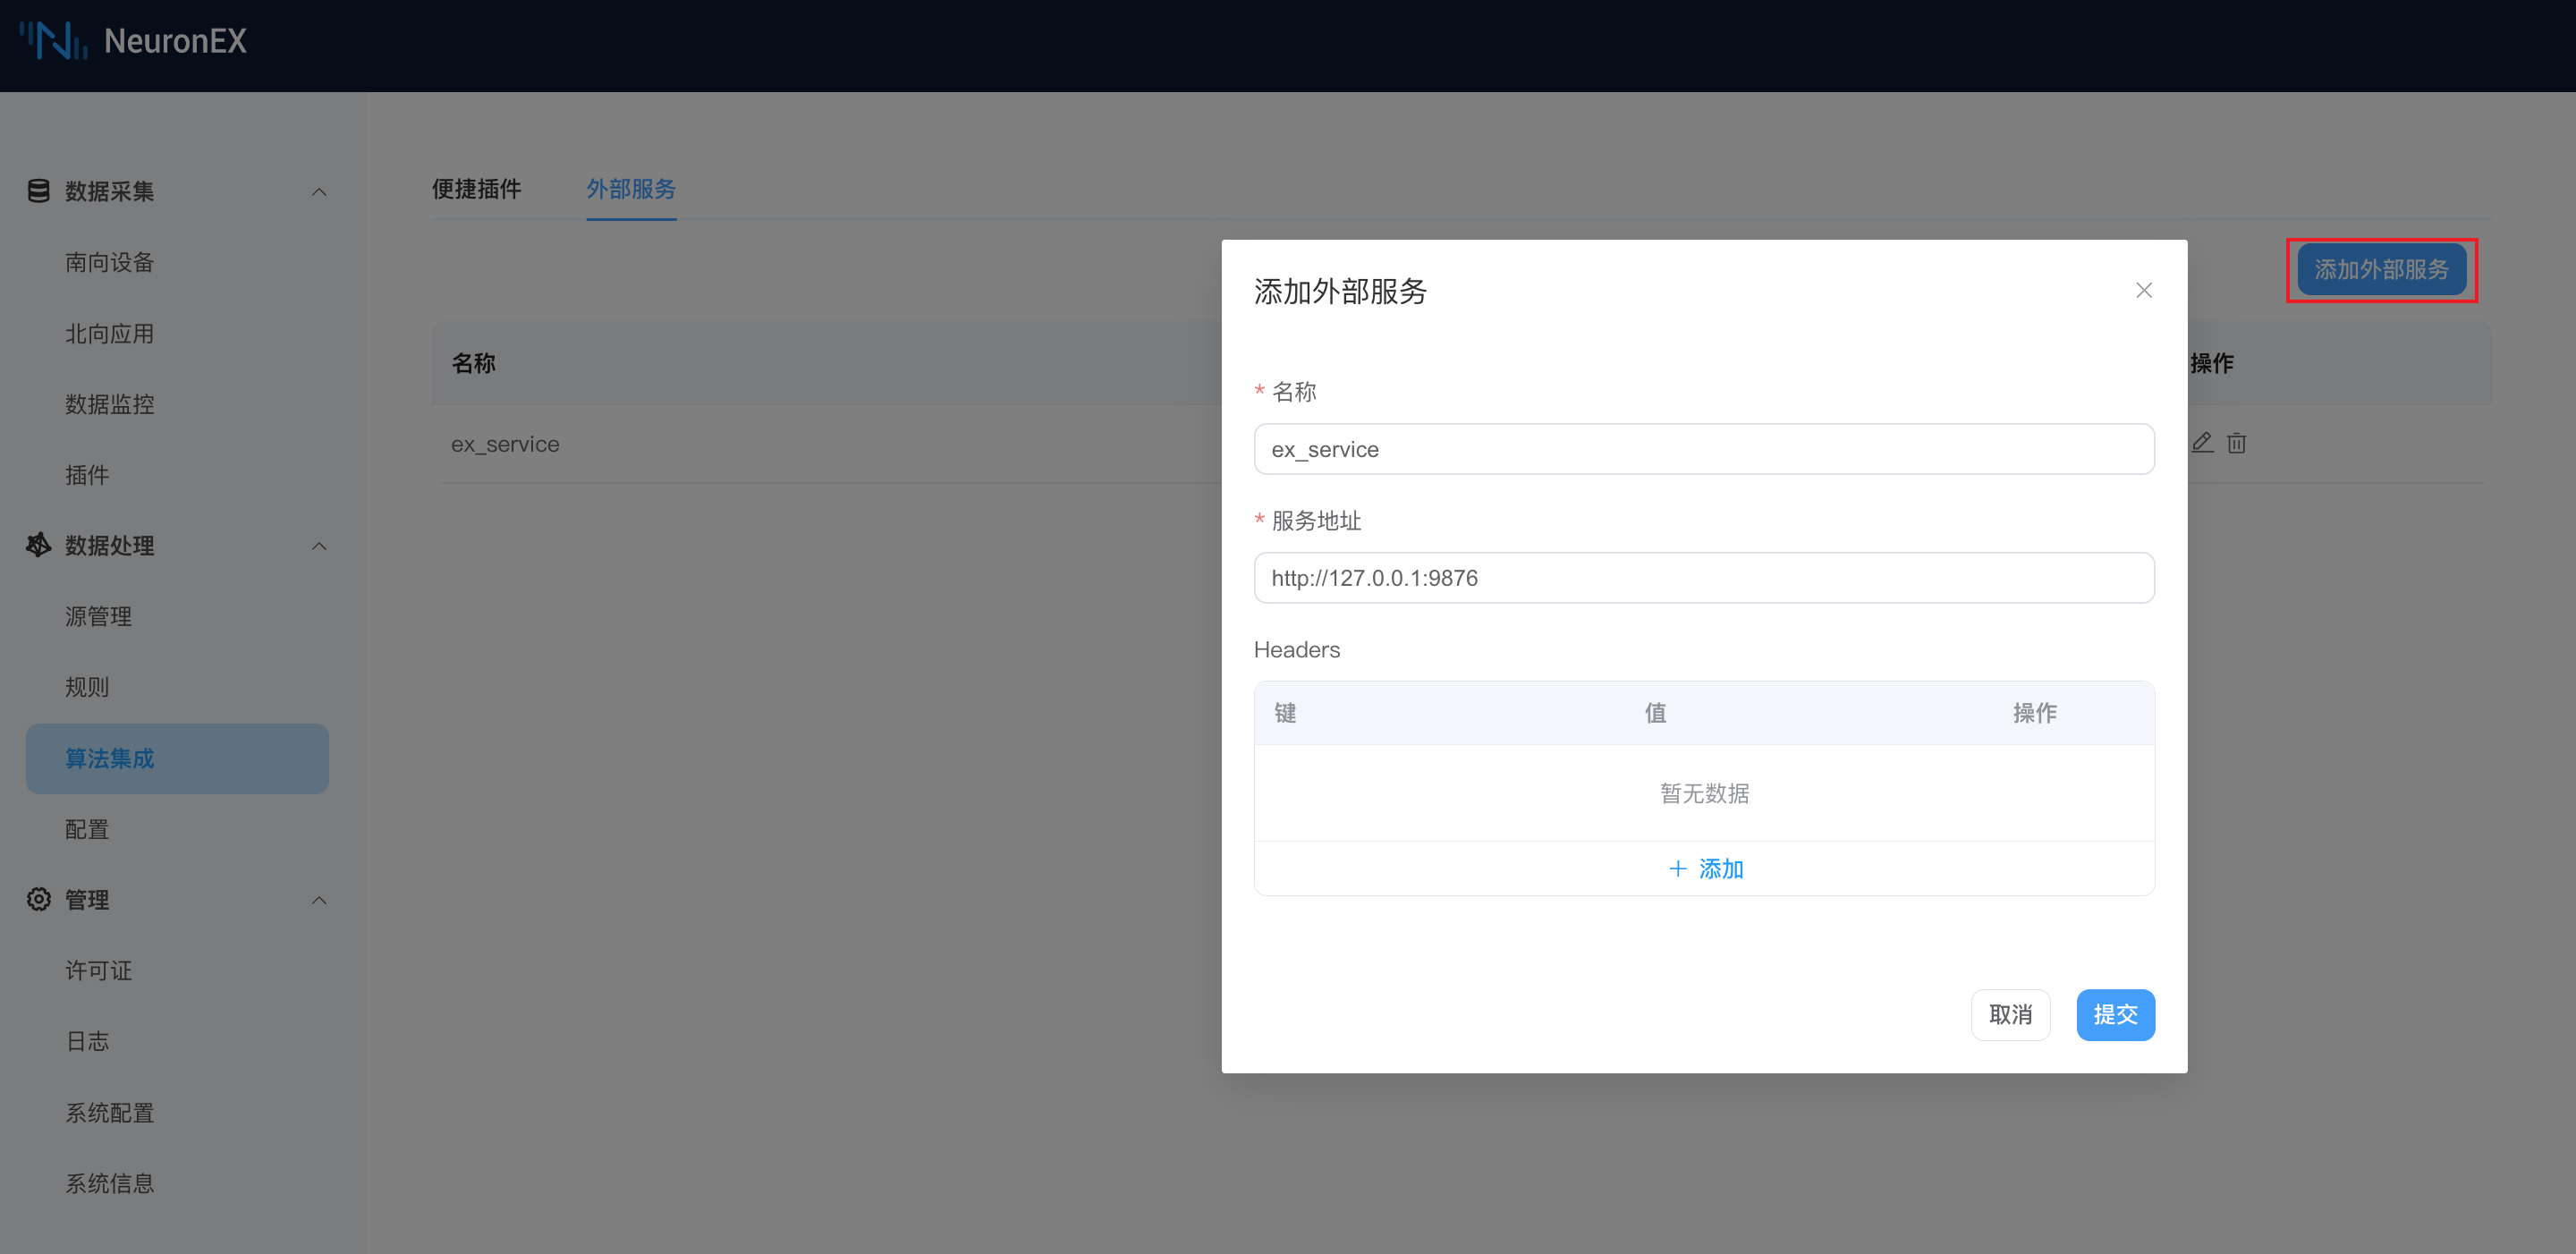 NeuronEX
数据采集
南向设备
北向应用
数据监控
插件
数据处理
源管理
规则
算法集成
配置
管理
许可证
日志
系统配置
系统信息
便捷插件 外部服务
添加外部服务
名称 操作
ex_service
添加外部服务
* 名称
ex_service
* 服务地址
http://127.0.0.1:9876
Headers
键 值 操作
暂无数据
+ 添加
取消 提交